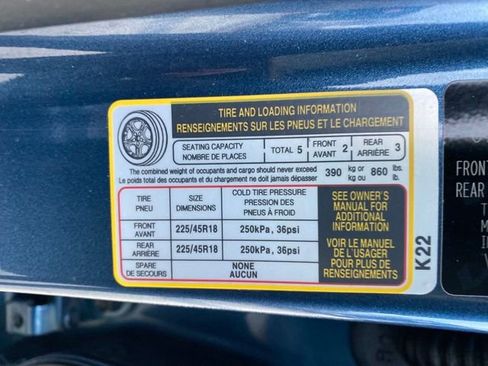 TIRE AND LOADING INFORMATION
RENSEIGNEMENTS SUR LES PNEUS ET LE CHARGEMENT
SEATING CAPACITY
NOMBRE DE PLACES
TOTAL 5
FRONT
AVANT 2
REAR
ARRIÈRE 3
The combined weight of occupants and cargo should never exceed
Le poids total des occupants et du chargement ne doit jamais dépasser
390 kg or
kg ou
860 lbs.
lb.
TIRE
PNEU
SIZE
DIMENSIONS
COLD TIRE PRESSURE
PRESSION DES
PNEUS À FROID
FRONT
AVANT
225/45R18
250kPa, 36psi
REAR
ARRIÈRE
225/45R18
250kPa, 36psi
SPARE
DE SECOURS
NONE
AUCUN
SEE OWNER'S
MANUAL FOR
ADDITIONAL
INFORMATION
VOIR LE MANUEL
DE L'USAGER
POUR PLUS DE
RENSEIGNEMENTS
K22
FRONT
REAR